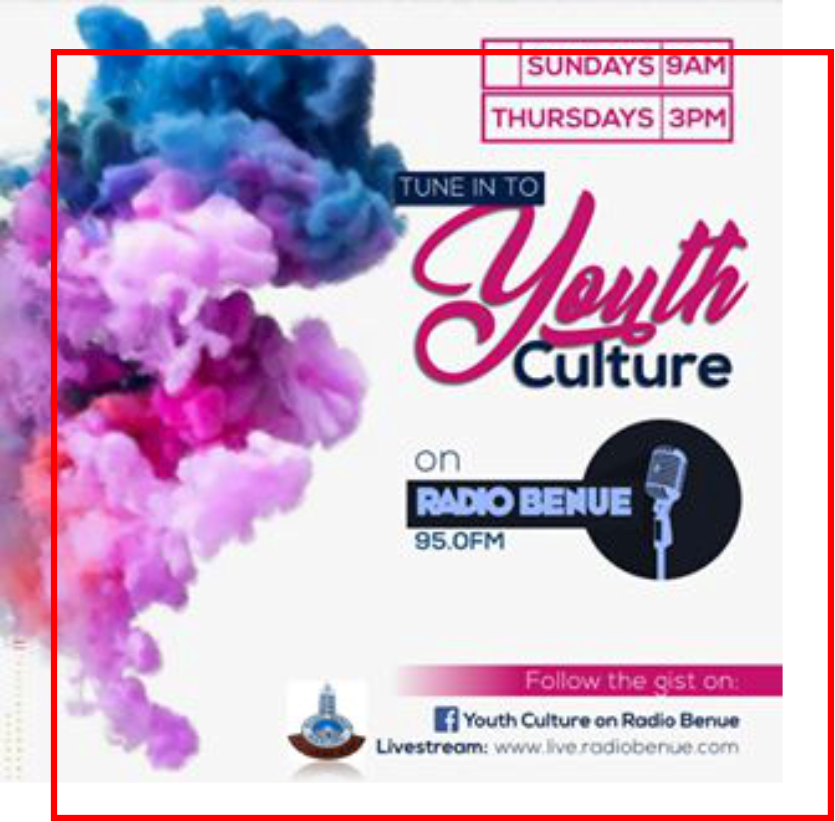 SUNDAYS 9AM
THURSDAYS 3PM
TUNE IN TO
Youth
Culture
on
RADIO BENUE
95.0FM
Follow the gist on:
Youth Culture on Radio Benue
Livestream: www.live.radiobenue.com